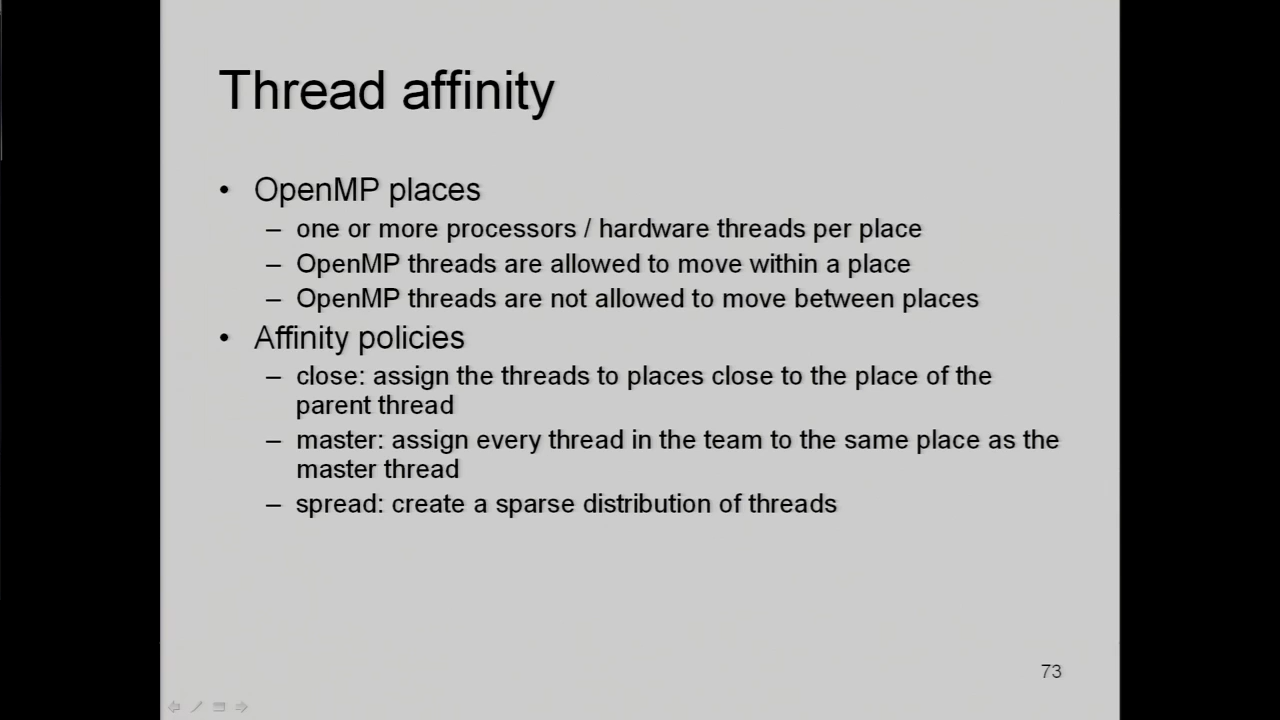 Thread affinity
• OpenMP places
– one or more processors / hardware threads per place
– OpenMP threads are allowed to move within a place
– OpenMP threads are not allowed to move between places
• Affinity policies
– close: assign the threads to places close to the place of the
parent thread
– master: assign every thread in the team to the same place as the
master thread
– spread: create a sparse distribution of threads
73